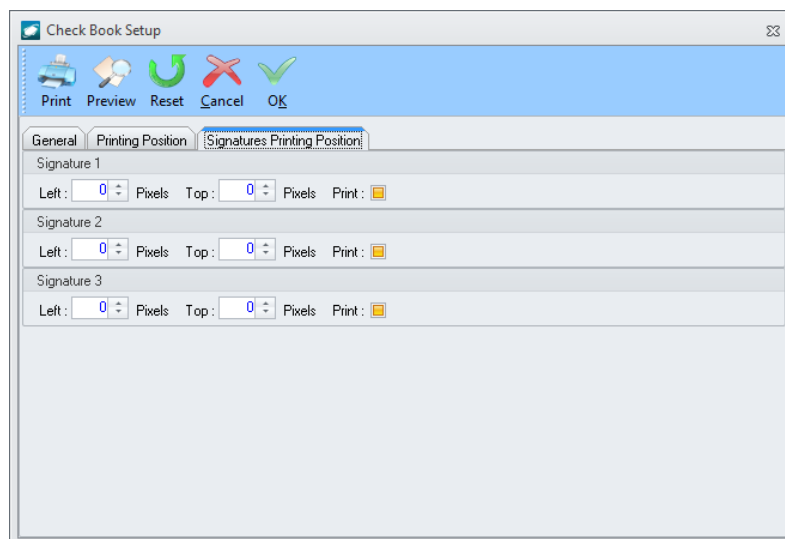 Check Book Setup
Print Preview Reset Cancel OK
General Printing Position Signatures Printing Position
Signature 1
Left : 0 Pixels Top : 0 Pixels Print :
Signature 2
Left : 0 Pixels Top : 0 Pixels Print :
Signature 3
Left : 0 Pixels Top : 0 Pixels Print :